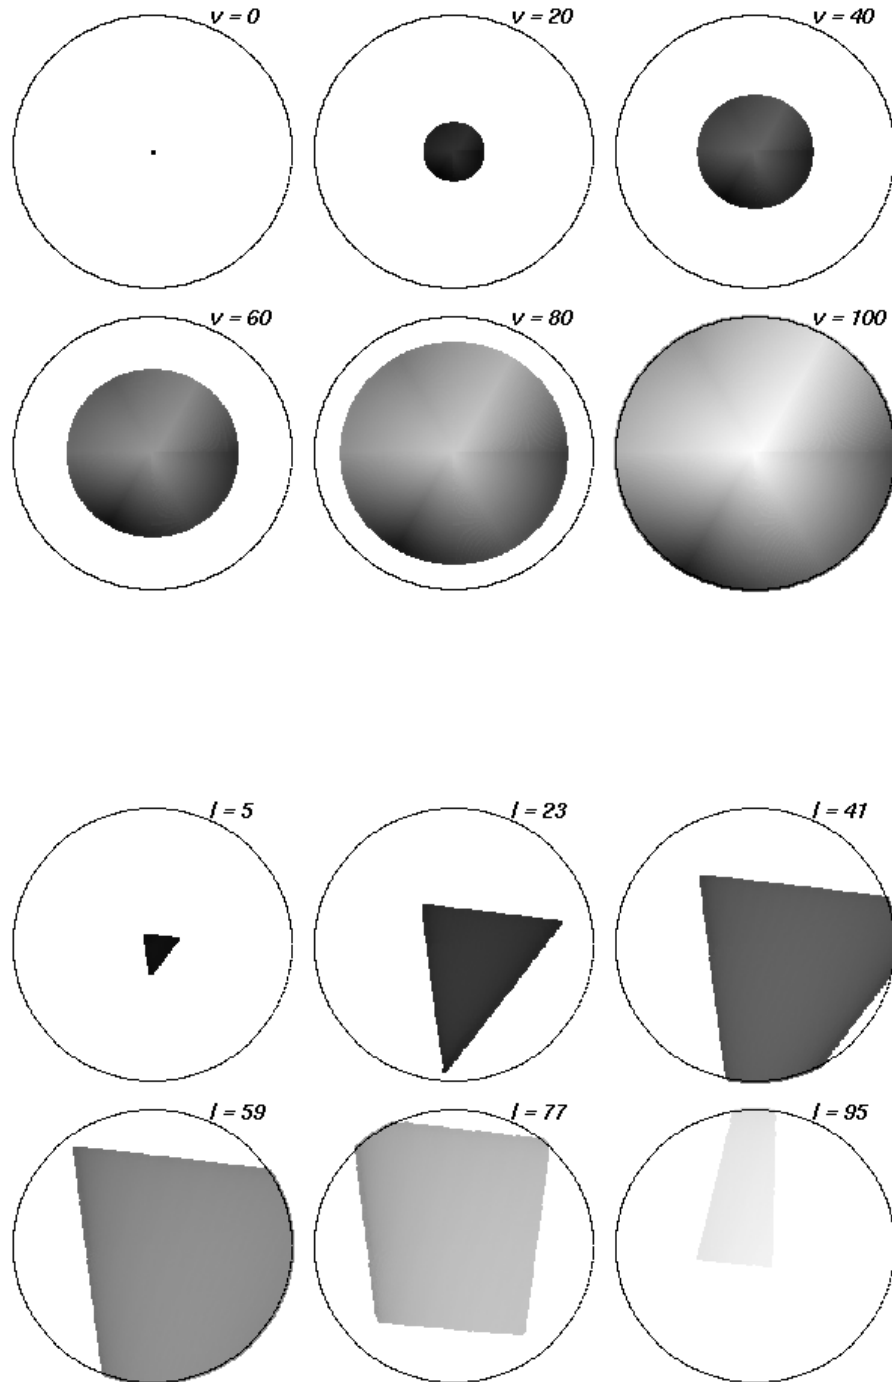 v = 0
v = 20
v = 40
v = 60
v = 80
v = 100
l = 5
l = 23
l = 41
l = 59
l = 77
l = 95